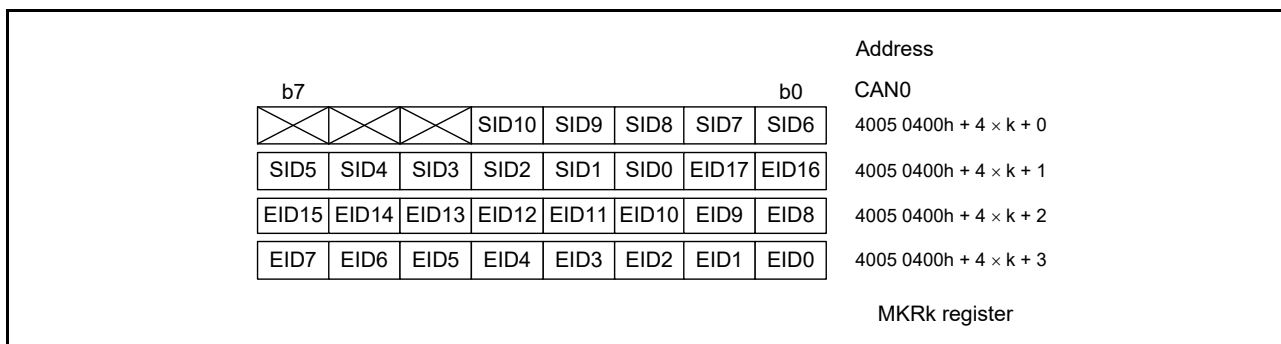 Address
b7 b0 CAN0
SID10 SID9 SID8 SID7 SID6 4005 0400h + 4 × k + 0
SID5 SID4 SID3 SID2 SID1 SID0 EID17 EID16 4005 0400h + 4 × k + 1
EID15 EID14 EID13 EID12 EID11 EID10 EID9 EID8 4005 0400h + 4 × k + 2
EID7 EID6 EID5 EID4 EID3 EID2 EID1 EID0 4005 0400h + 4 × k + 3
MKRk register